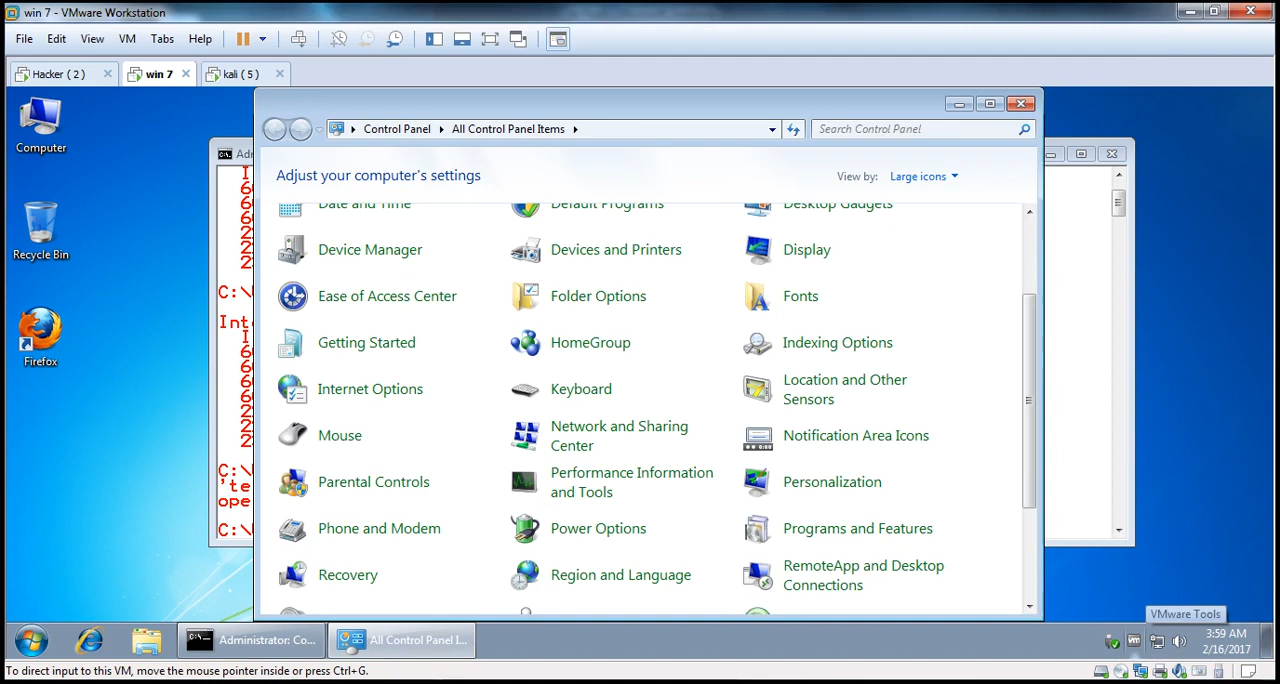 win 7 - VMware Workstation
File Edit View VM Tabs Help
Hacker ( 2 ) win 7 kali ( 5 )
Control Panel All Control Panel Items Search Control Panel
Computer
Adjust your computer's settings View by: Large icons
Date and Time Default Programs Desktop Gadgets
Device Manager Devices and Printers Display
Recycle Bin
Ease of Access Center Folder Options Fonts
C:\
Getting Started HomeGroup Indexing Options
Firefox
Internet Options Keyboard Location and Other
Sensors
Mouse Network and Sharing
Center Notification Area Icons
C:\
'te
ope
Parental Controls Performance Information
and Tools Personalization
C:\
Phone and Modem Power Options Programs and Features
Recovery Region and Language RemoteApp and Desktop
Connections
VMware Tools
Administrator: Co... All Control Panel I...
3:59 AM
2/16/2017
To direct input to this VM, move the mouse pointer inside or press Ctrl+G.